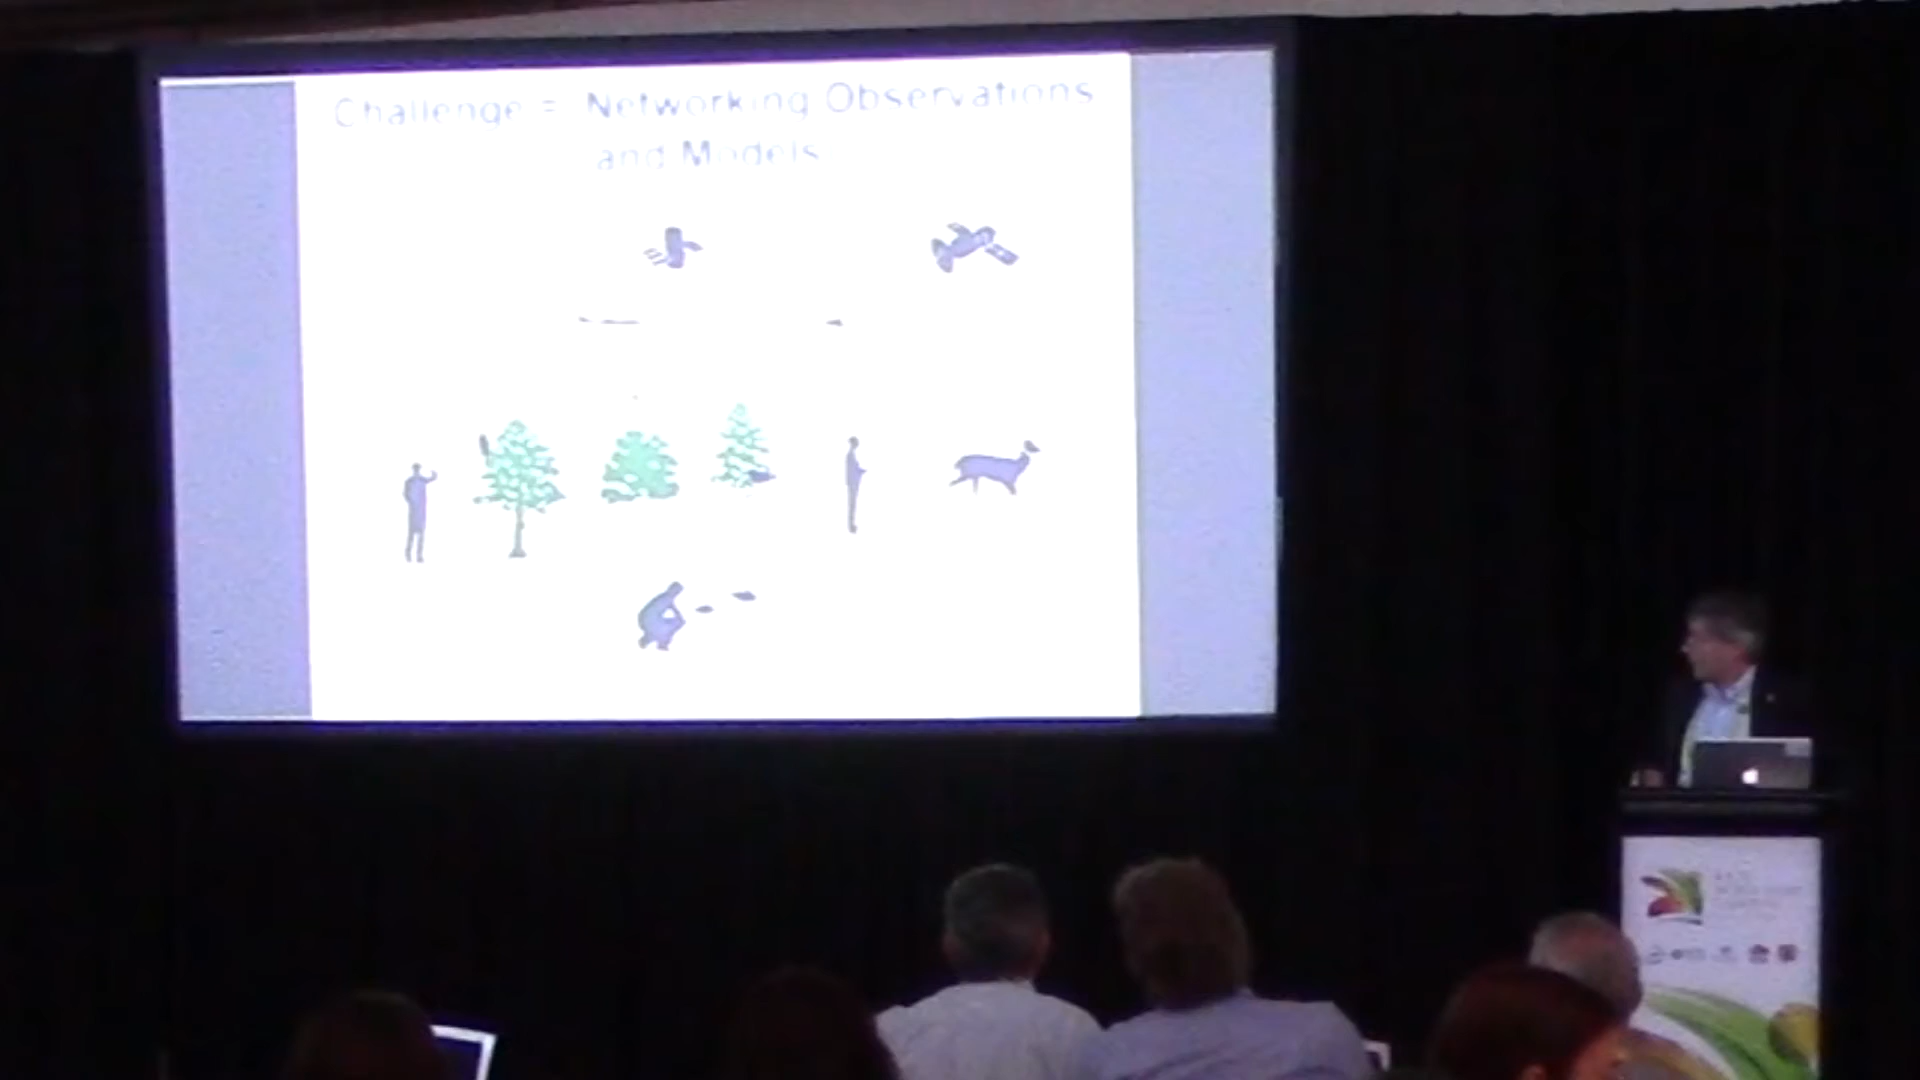 Challenge = Networking Observations
and Models